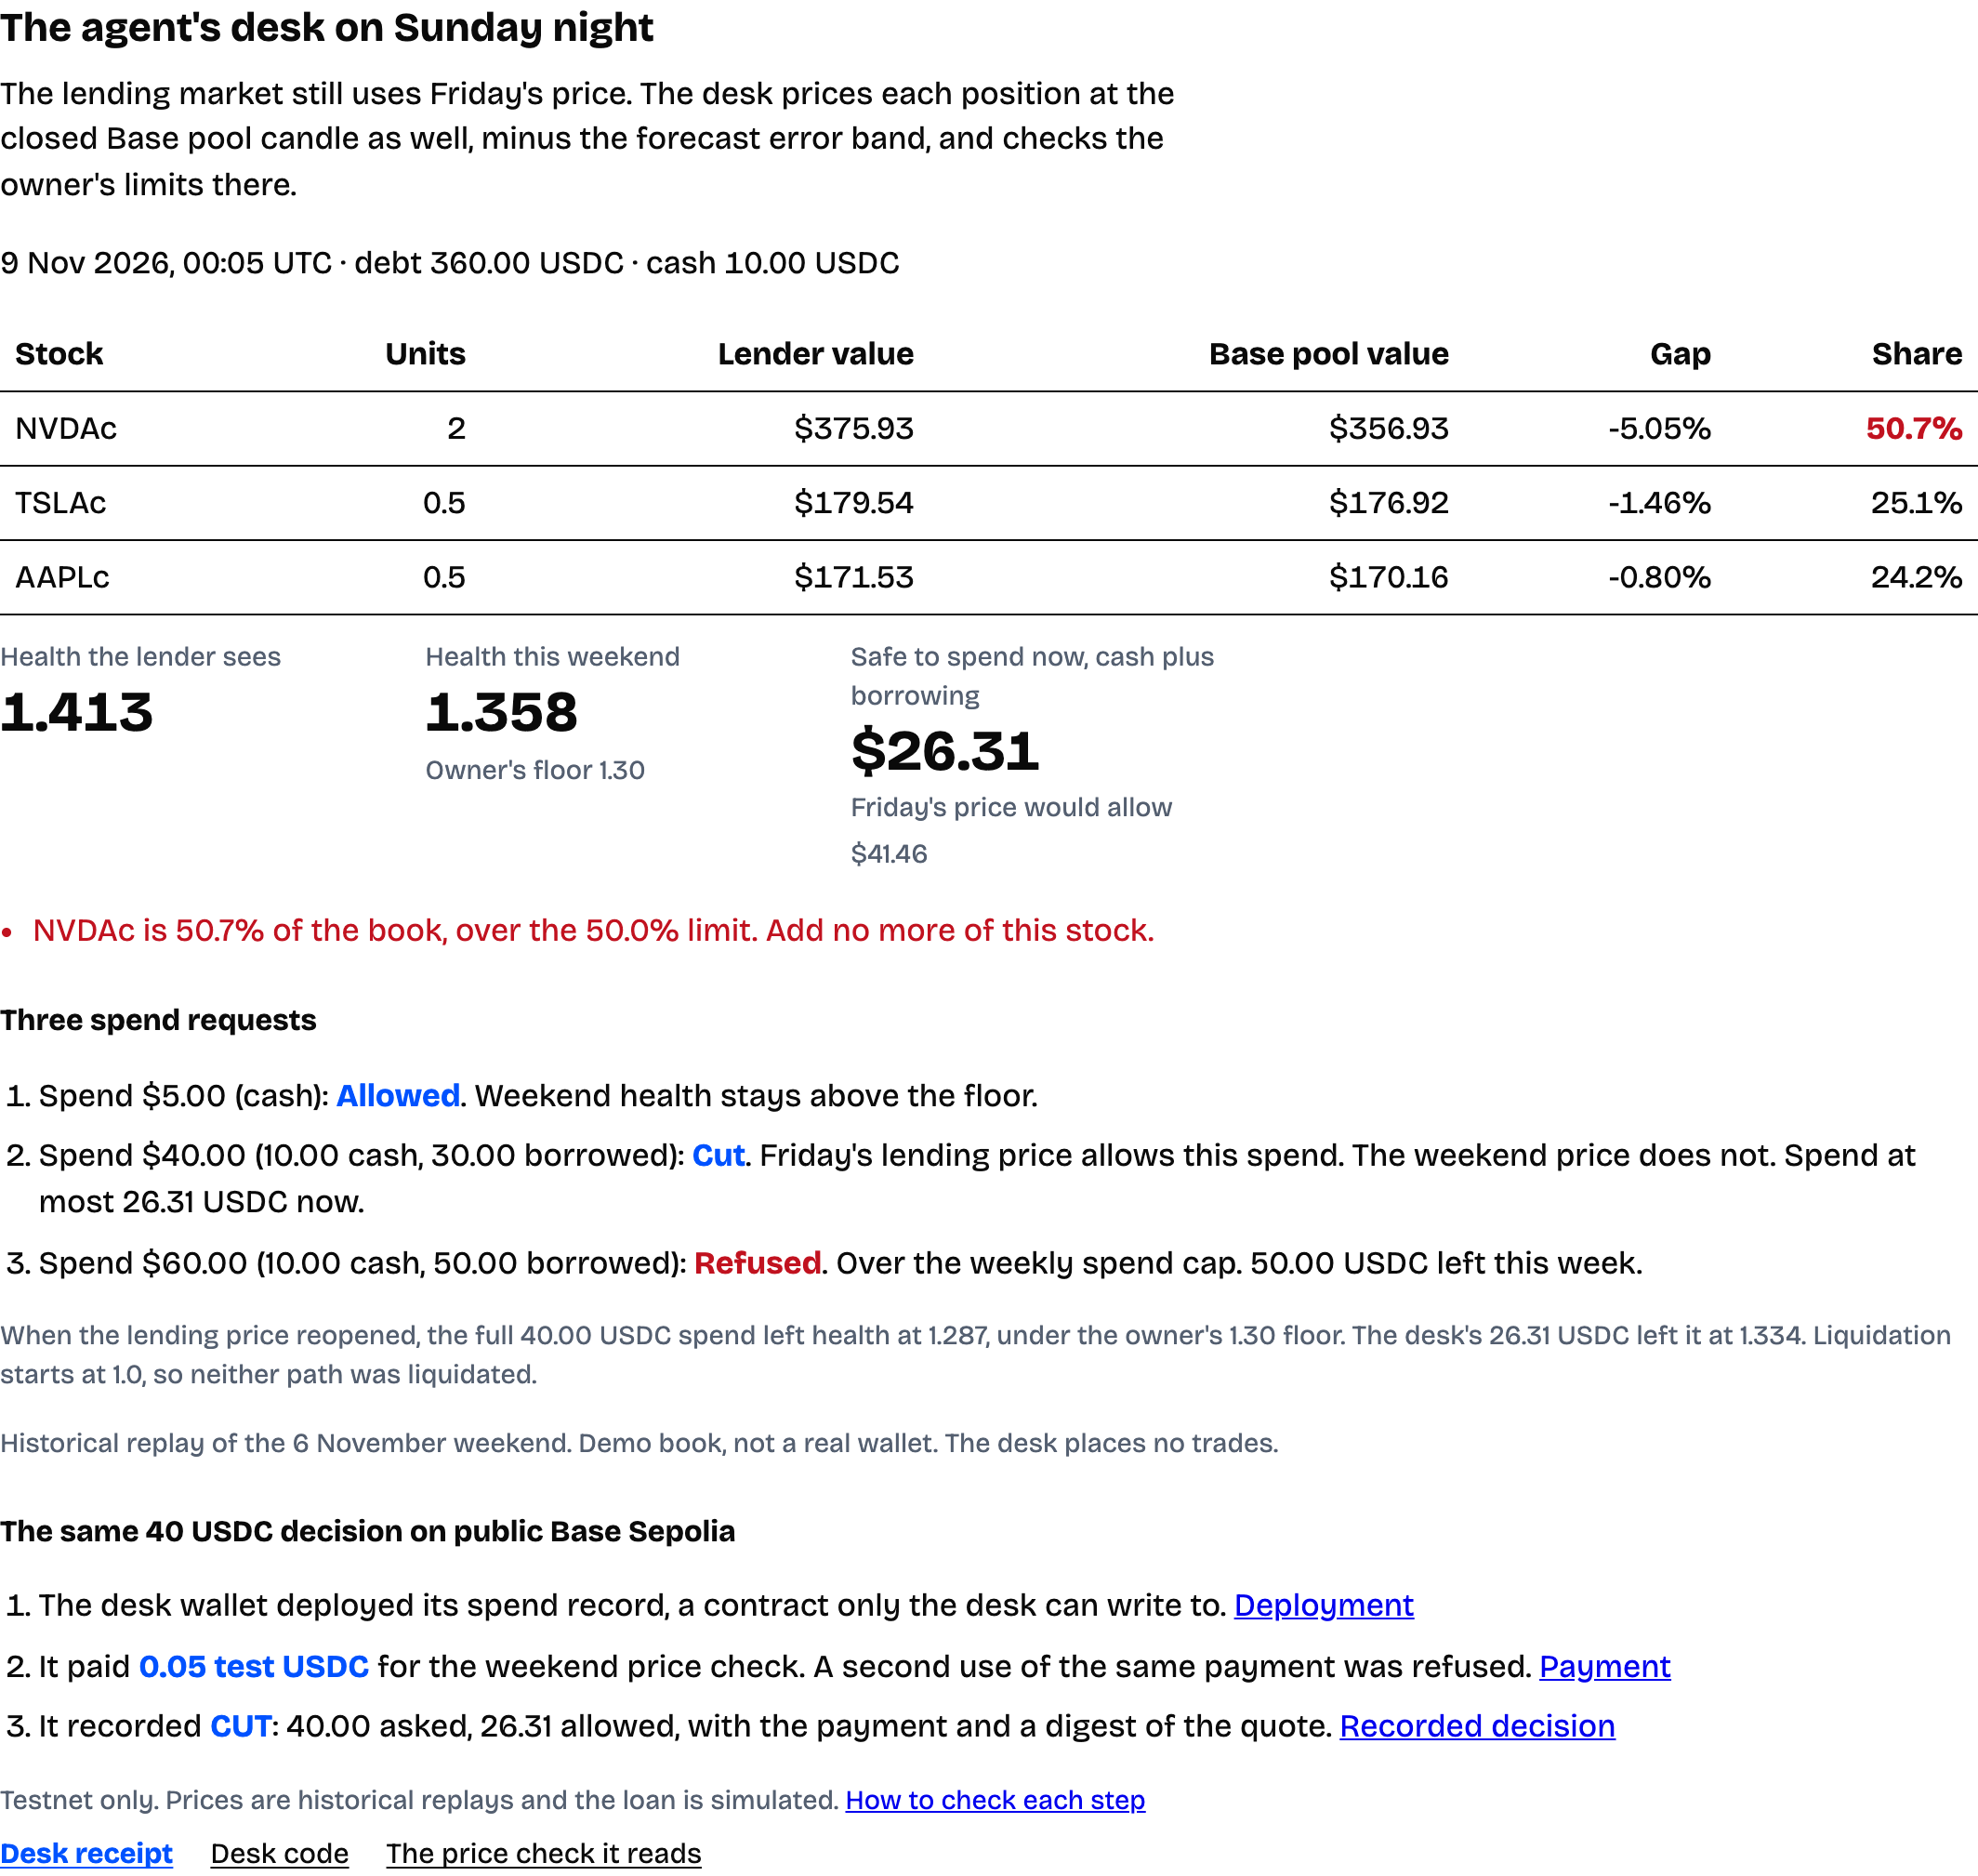 The agent's desk on Sunday night
The lending market still uses Friday's price. The desk prices each position at the
closed Base pool candle as well, minus the forecast error band, and checks the
owner's limits there.
9 Nov 2026, 00:05 UTC · debt 360.00 USDC · cash 10.00 USDC
Stock Units Lender value Base pool value Gap Share
NVDAc 2 $375.93 $356.93 -5.05% 50.7%
TSLAc 0.5 $179.54 $176.92 -1.46% 25.1%
AAPLc 0.5 $171.53 $170.16 -0.80% 24.2%
Health the lender sees
1.413
Health this weekend
1.358
Owner's floor 1.30
Safe to spend now, cash plus
borrowing
$26.31
Friday's price would allow
$41.46
• NVDAc is 50.7% of the book, over the 50.0% limit. Add no more of this stock.
Three spend requests
1. Spend $5.00 (cash): Allowed. Weekend health stays above the floor.
2. Spend $40.00 (10.00 cash, 30.00 borrowed): Cut. Friday's lending price allows this spend. The weekend price does not. Spend at
most 26.31 USDC now.
3. Spend $60.00 (10.00 cash, 50.00 borrowed): Refused. Over the weekly spend cap. 50.00 USDC left this week.
When the lending price reopened, the full 40.00 USDC spend left health at 1.287, under the owner's 1.30 floor. The desk's 26.31 USDC left it at 1.334. Liquidation
starts at 1.0, so neither path was liquidated.
Historical replay of the 6 November weekend. Demo book, not a real wallet. The desk places no trades.
The same 40 USDC decision on public Base Sepolia
1. The desk wallet deployed its spend record, a contract only the desk can write to. Deployment
2. It paid 0.05 test USDC for the weekend price check. A second use of the same payment was refused. Payment
3. It recorded CUT: 40.00 asked, 26.31 allowed, with the payment and a digest of the quote. Recorded decision
Testnet only. Prices are historical replays and the loan is simulated. How to check each step
Desk receipt Desk code The price check it reads